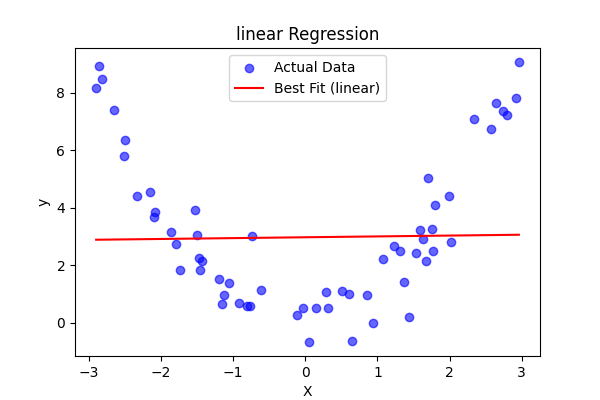 linear Regression
Actual Data
Best Fit (linear)
y
8
6
4
2
0
−3
−2
−1
0
1
2
3
X